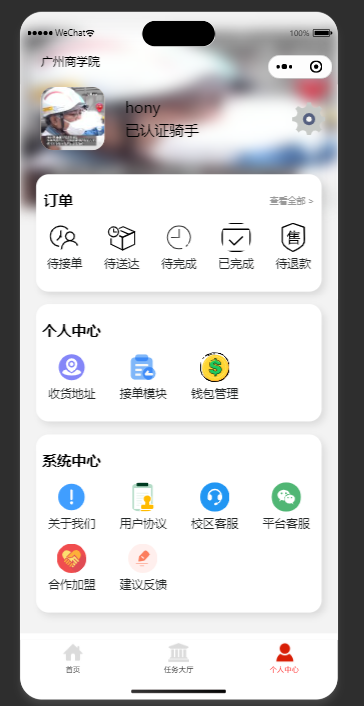 WeChat 100%
广州商学院
hony
已认证骑手
订单 查看全部 >
售
待接单 待送达 待完成 已完成 待退款
个人中心
收货地址 接单模块 钱包管理
系统中心
关于我们 用户协议 校区客服 平台客服
合作加盟 建议反馈
首页 任务大厅 个人中心